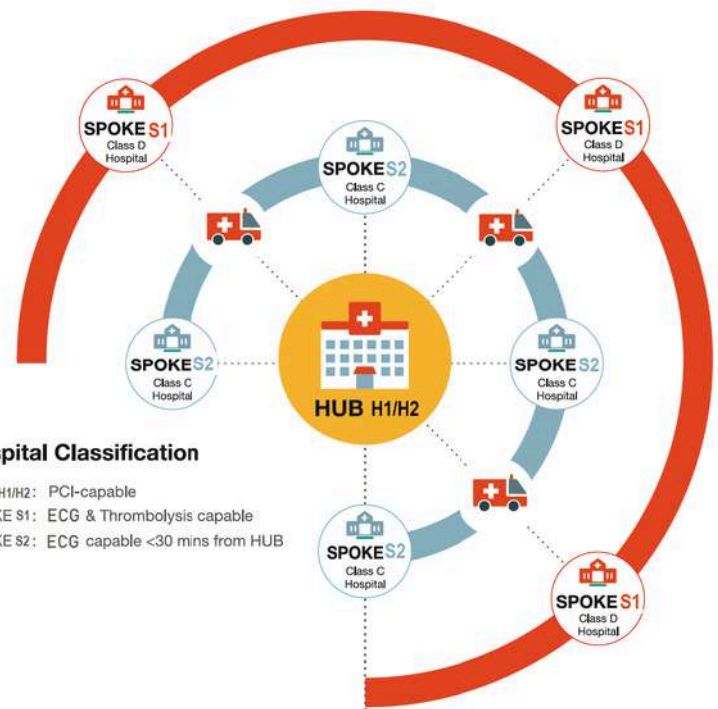 SPOKE S1
Class D
Hospital
SPOKE S1
Class D
Hospital
SPOKE S2
Class C
Hospital
SPOKE S2
Class C
Hospital
HUB H1/H2
SPOKE S2
Class C
Hospital
spital Classification
H1/H2: PCI-capable
KE S1: ECG & Thrombolysis capable
KE S2: ECG capable <30 mins from HUB
SPOKE S2
Class C
Hospital
SPOKE S1
Class D
Hospital